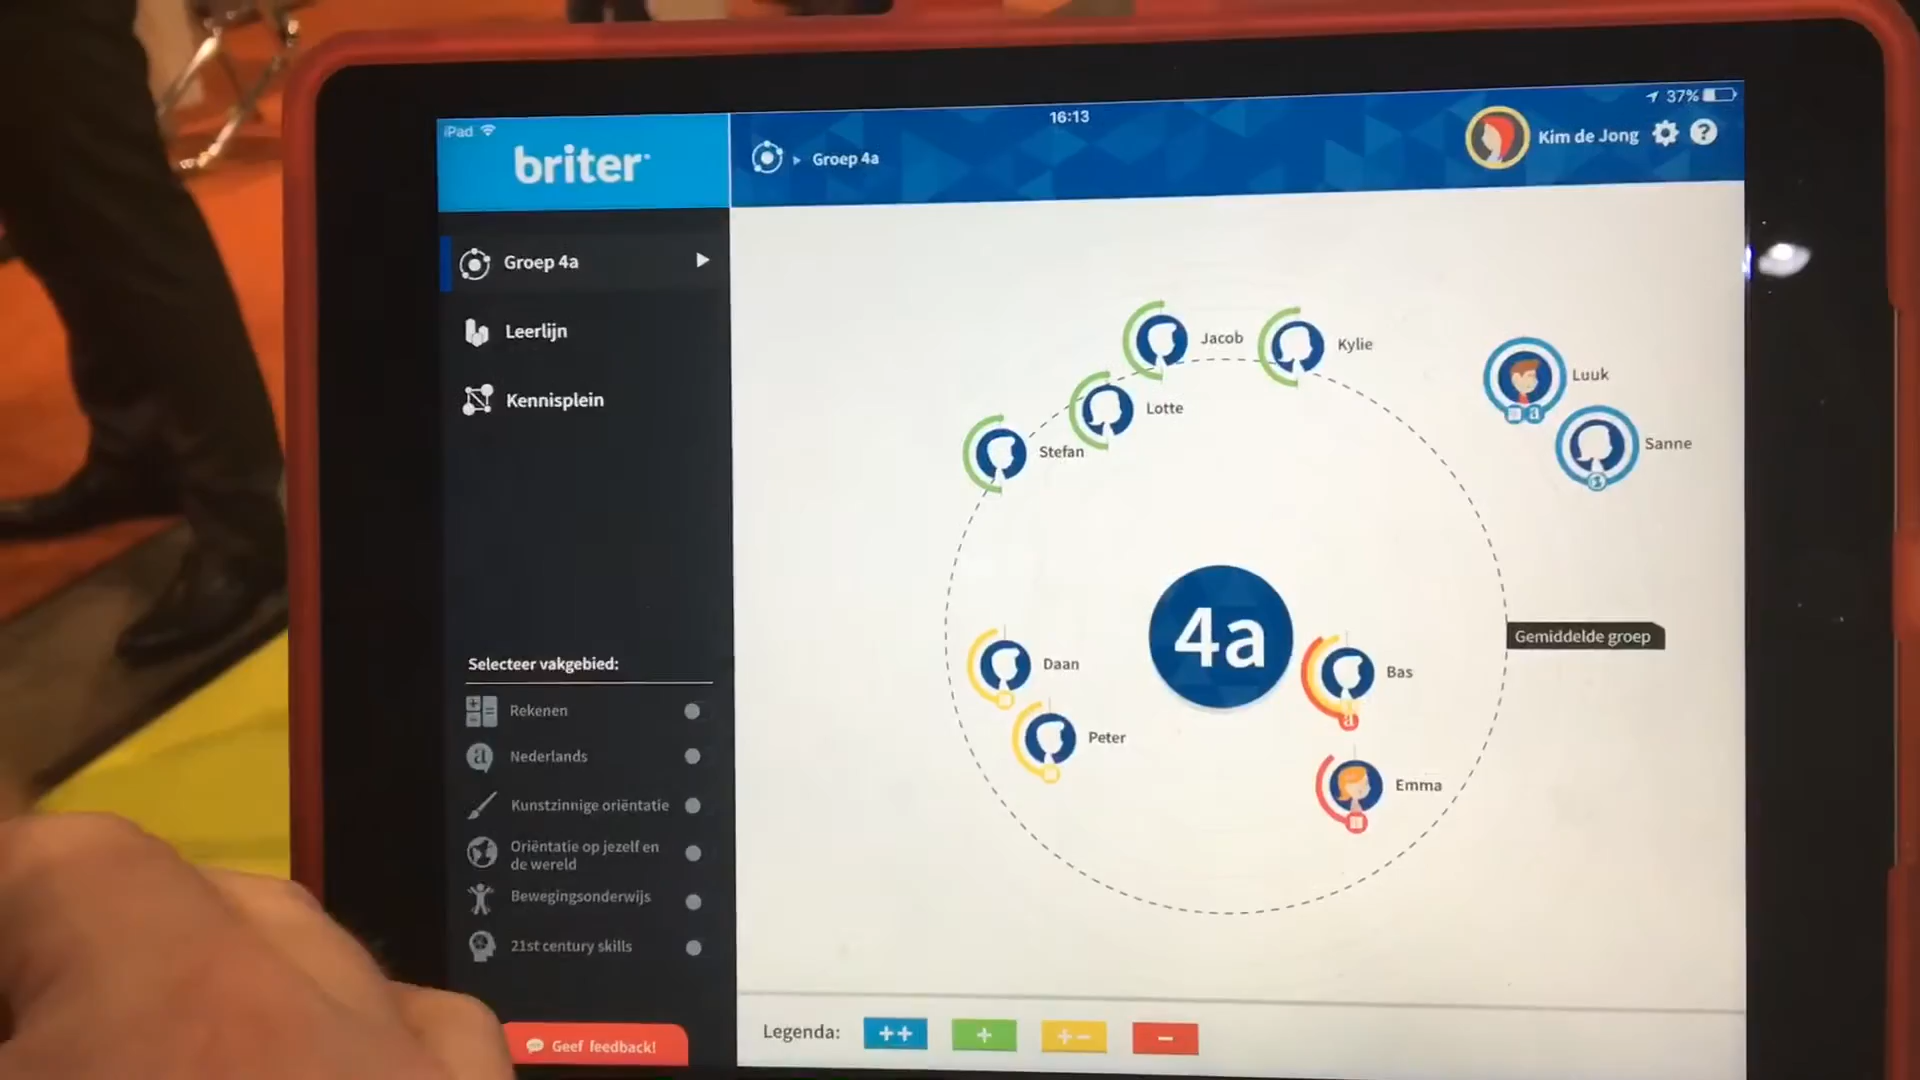 iPad
16:13
37%
briter
Groep 4a
Kim de Jong
?
Groep 4a
Leerlijn
Kennisplein
Jacob
Kylie
Luuk
a
Lotte
Sanne
Stefan
4a
Gemiddelde groep
Daan
Bas
a
Peter
Emma
Selecteer vakgebied:
Rekenen
a
Nederlands
Kunstzinnige oriëntatie
Oriëntatie op jezelf en
de wereld
Bewegingsonderwijs
21st century skills
Geef feedback!
Legenda:
++
+
+-
-